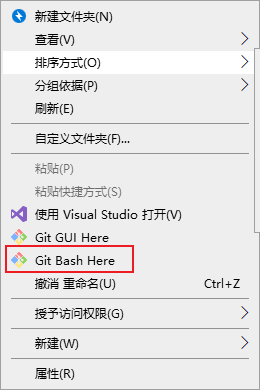 新建文件夹(N)
查看(V)
排序方式(O)
分组依据(P)
刷新(E)
自定义文件夹(F)...
粘贴(P)
粘贴快捷方式(S)
使用 Visual Studio 打开(V)
Git GUI Here
Git Bash Here
撤消 重命名(U) Ctrl+Z
授予访问权限(G)
新建(W)
属性(R)